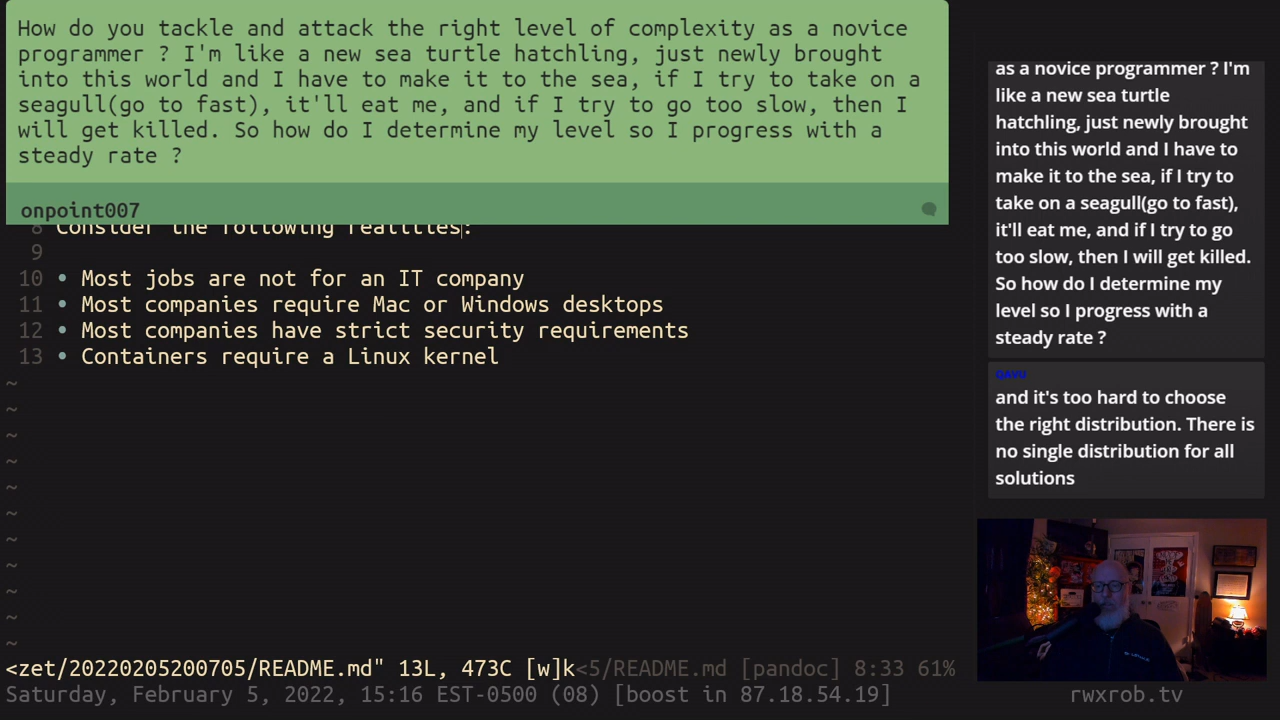 How do you tackle and attack the right level of complexity as a novice
programmer ? I'm like a new sea turtle hatchling, just newly brought
into this world and I have to make it to the sea, if I try to take on a
seagull(go to fast), it'll eat me, and if I try to go too slow, then I
will get killed. So how do I determine my level so I progress with a
steady rate ?
onpoint007
8 Consider the following realities:
9
10 • Most jobs are not for an IT company
11 • Most companies require Mac or Windows desktops
12 • Most companies have strict security requirements
13 • Containers require a Linux kernel
~
~
~
~
~
~
~
~
~
~
~
<zet/20220205200705/README.md" 13L, 473C [w]k<5/README.md [pandoc] 8:33 61%
Saturday, February 5, 2022, 15:16 EST-0500 (08) [boost in 87.18.54.19]
as a novice programmer ? I'm
like a new sea turtle
hatchling, just newly brought
into this world and I have to
make it to the sea, if I try to
take on a seagull(go to fast),
it'll eat me, and if I try to go
too slow, then I will get killed.
So how do I determine my
level so I progress with a
steady rate ?
QAVU
and it's too hard to choose
the right distribution. There is
no single distribution for all
solutions
rwxrob.tv